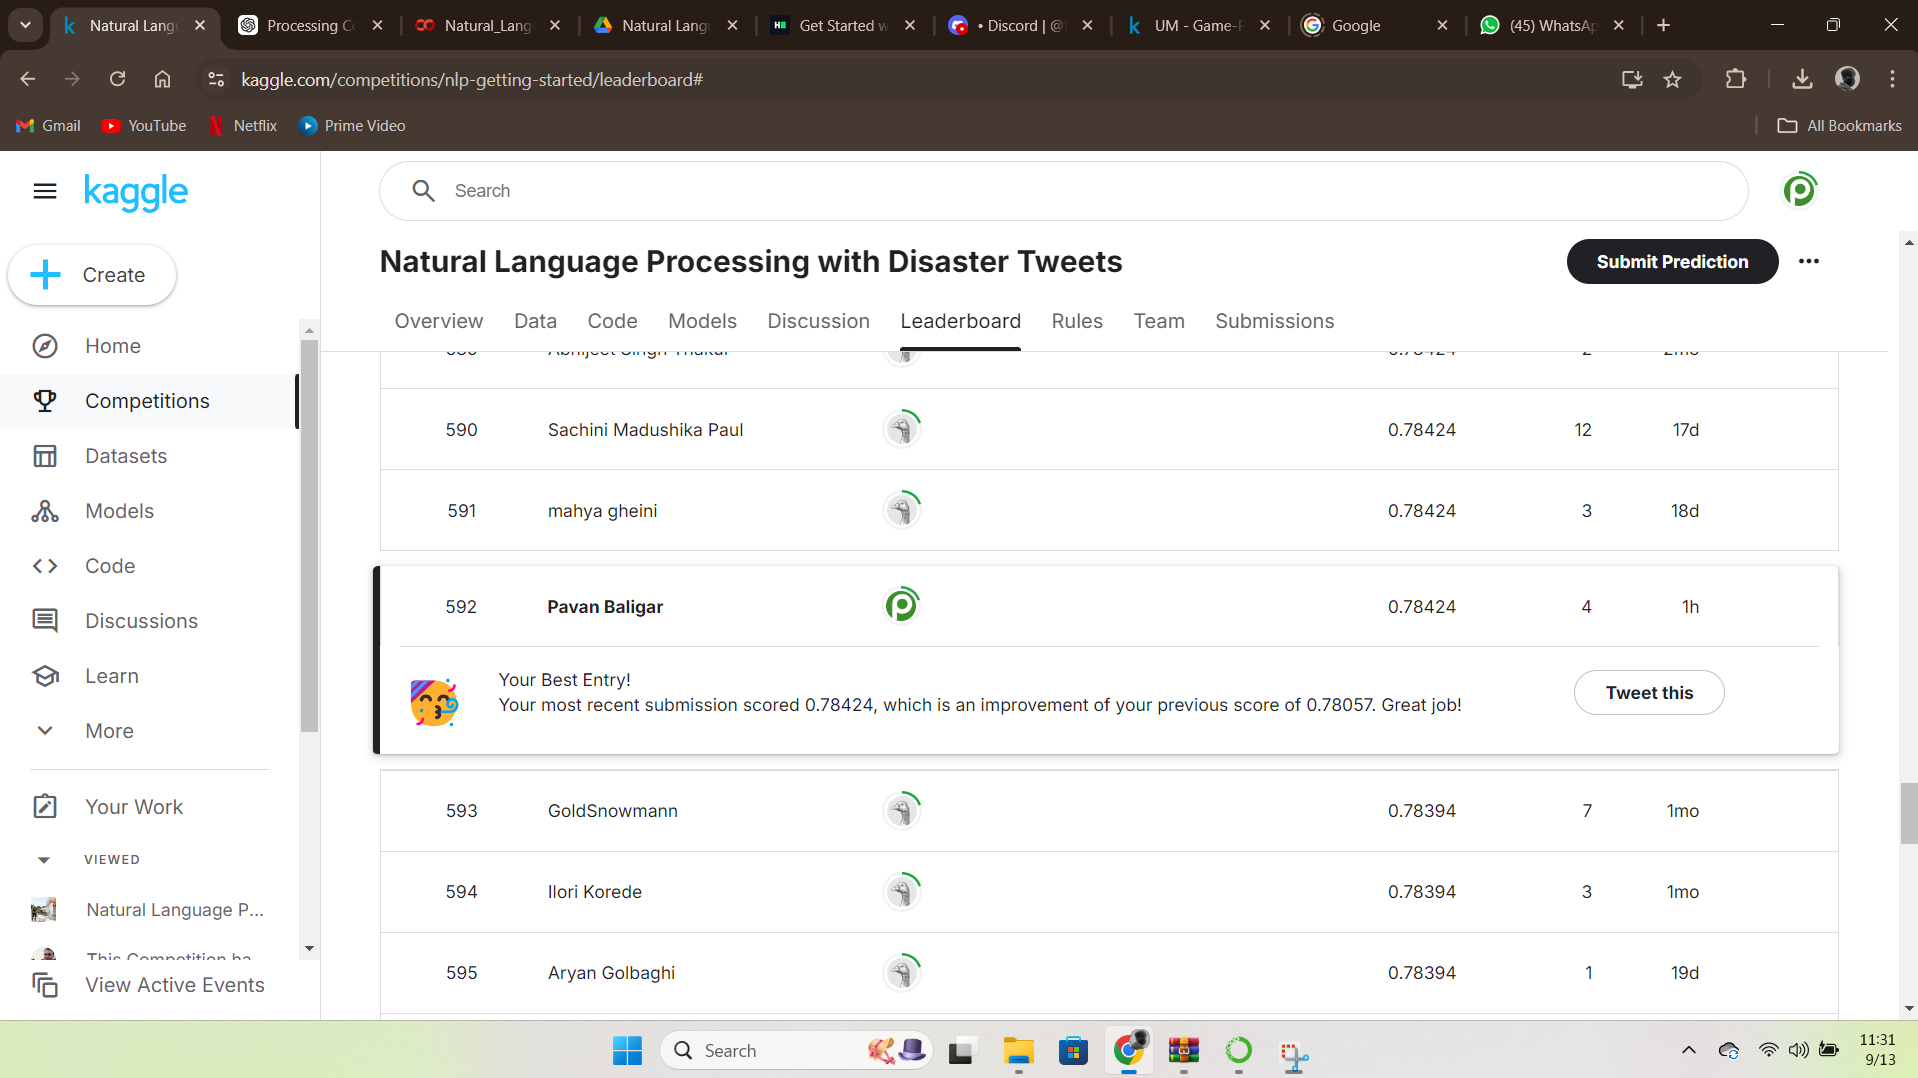 Natural Lang
Processing Co
Natural_Lang
Natural Lang
Get Started w
• Discord | @
UM - Game-P
Google
(45) WhatsAp
kaggle.com/competitions/nlp-getting-started/leaderboard#
Gmail
YouTube
Netflix
Prime Video
All Bookmarks
kaggle
Search
Create
Natural Language Processing with Disaster Tweets
Submit Prediction
Overview
Data
Code
Models
Discussion
Leaderboard
Rules
Team
Submissions
Home
Competitions
Datasets
Models
Code
Discussions
Learn
More
Your Work
VIEWED
Natural Language P...
This Competition ha
View Active Events
Abhijeet Singh Thakur 0.78424 2 2mo
590 Sachini Madushika Paul 0.78424 12 17d
591 mahya gheini 0.78424 3 18d
592 Pavan Baligar 0.78424 4 1h
Your Best Entry!
Your most recent submission scored 0.78424, which is an improvement of your previous score of 0.78057. Great job!
Tweet this
593 GoldSnowmann 0.78394 7 1mo
594 Ilori Korede 0.78394 3 1mo
595 Aryan Golbaghi 0.78394 1 19d
Search
11:31
9/13